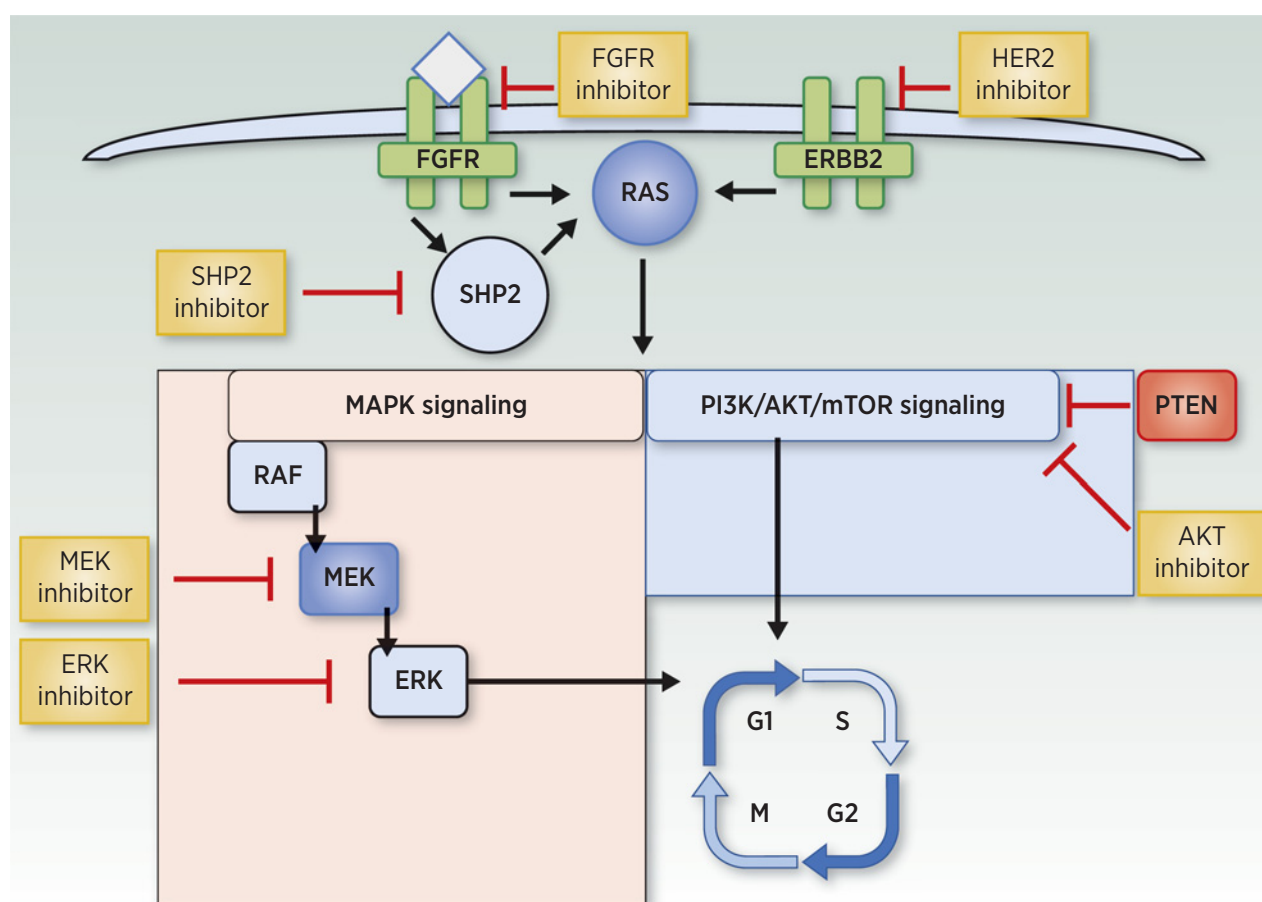 FGFR
inhibitor
HER2
inhibitor
FGFR
RAS
ERBB2
SHP2
inhibitor
SHP2
MAPK signaling
PI3K/AKT/mTOR signaling
PTEN
RAF
MEK
inhibitor
MEK
AKT
inhibitor
ERK
inhibitor
ERK
G1
S
M
G2